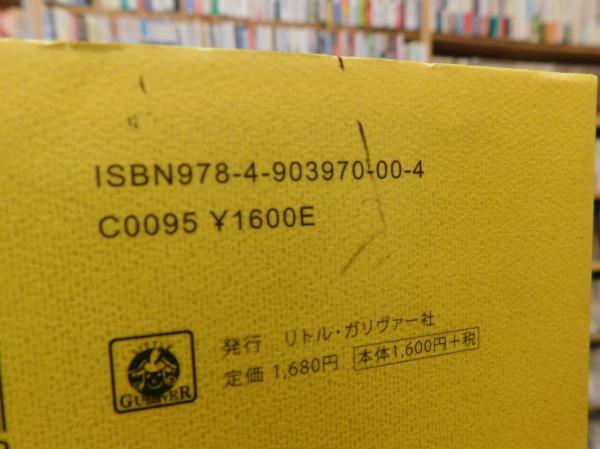 ISBN978-4-903970-00-4
C0095 ¥1600E
発行 リトル・ガリヴァー社
定価 1,680円 本体1,600円+税
LITTLE
GULLIVER